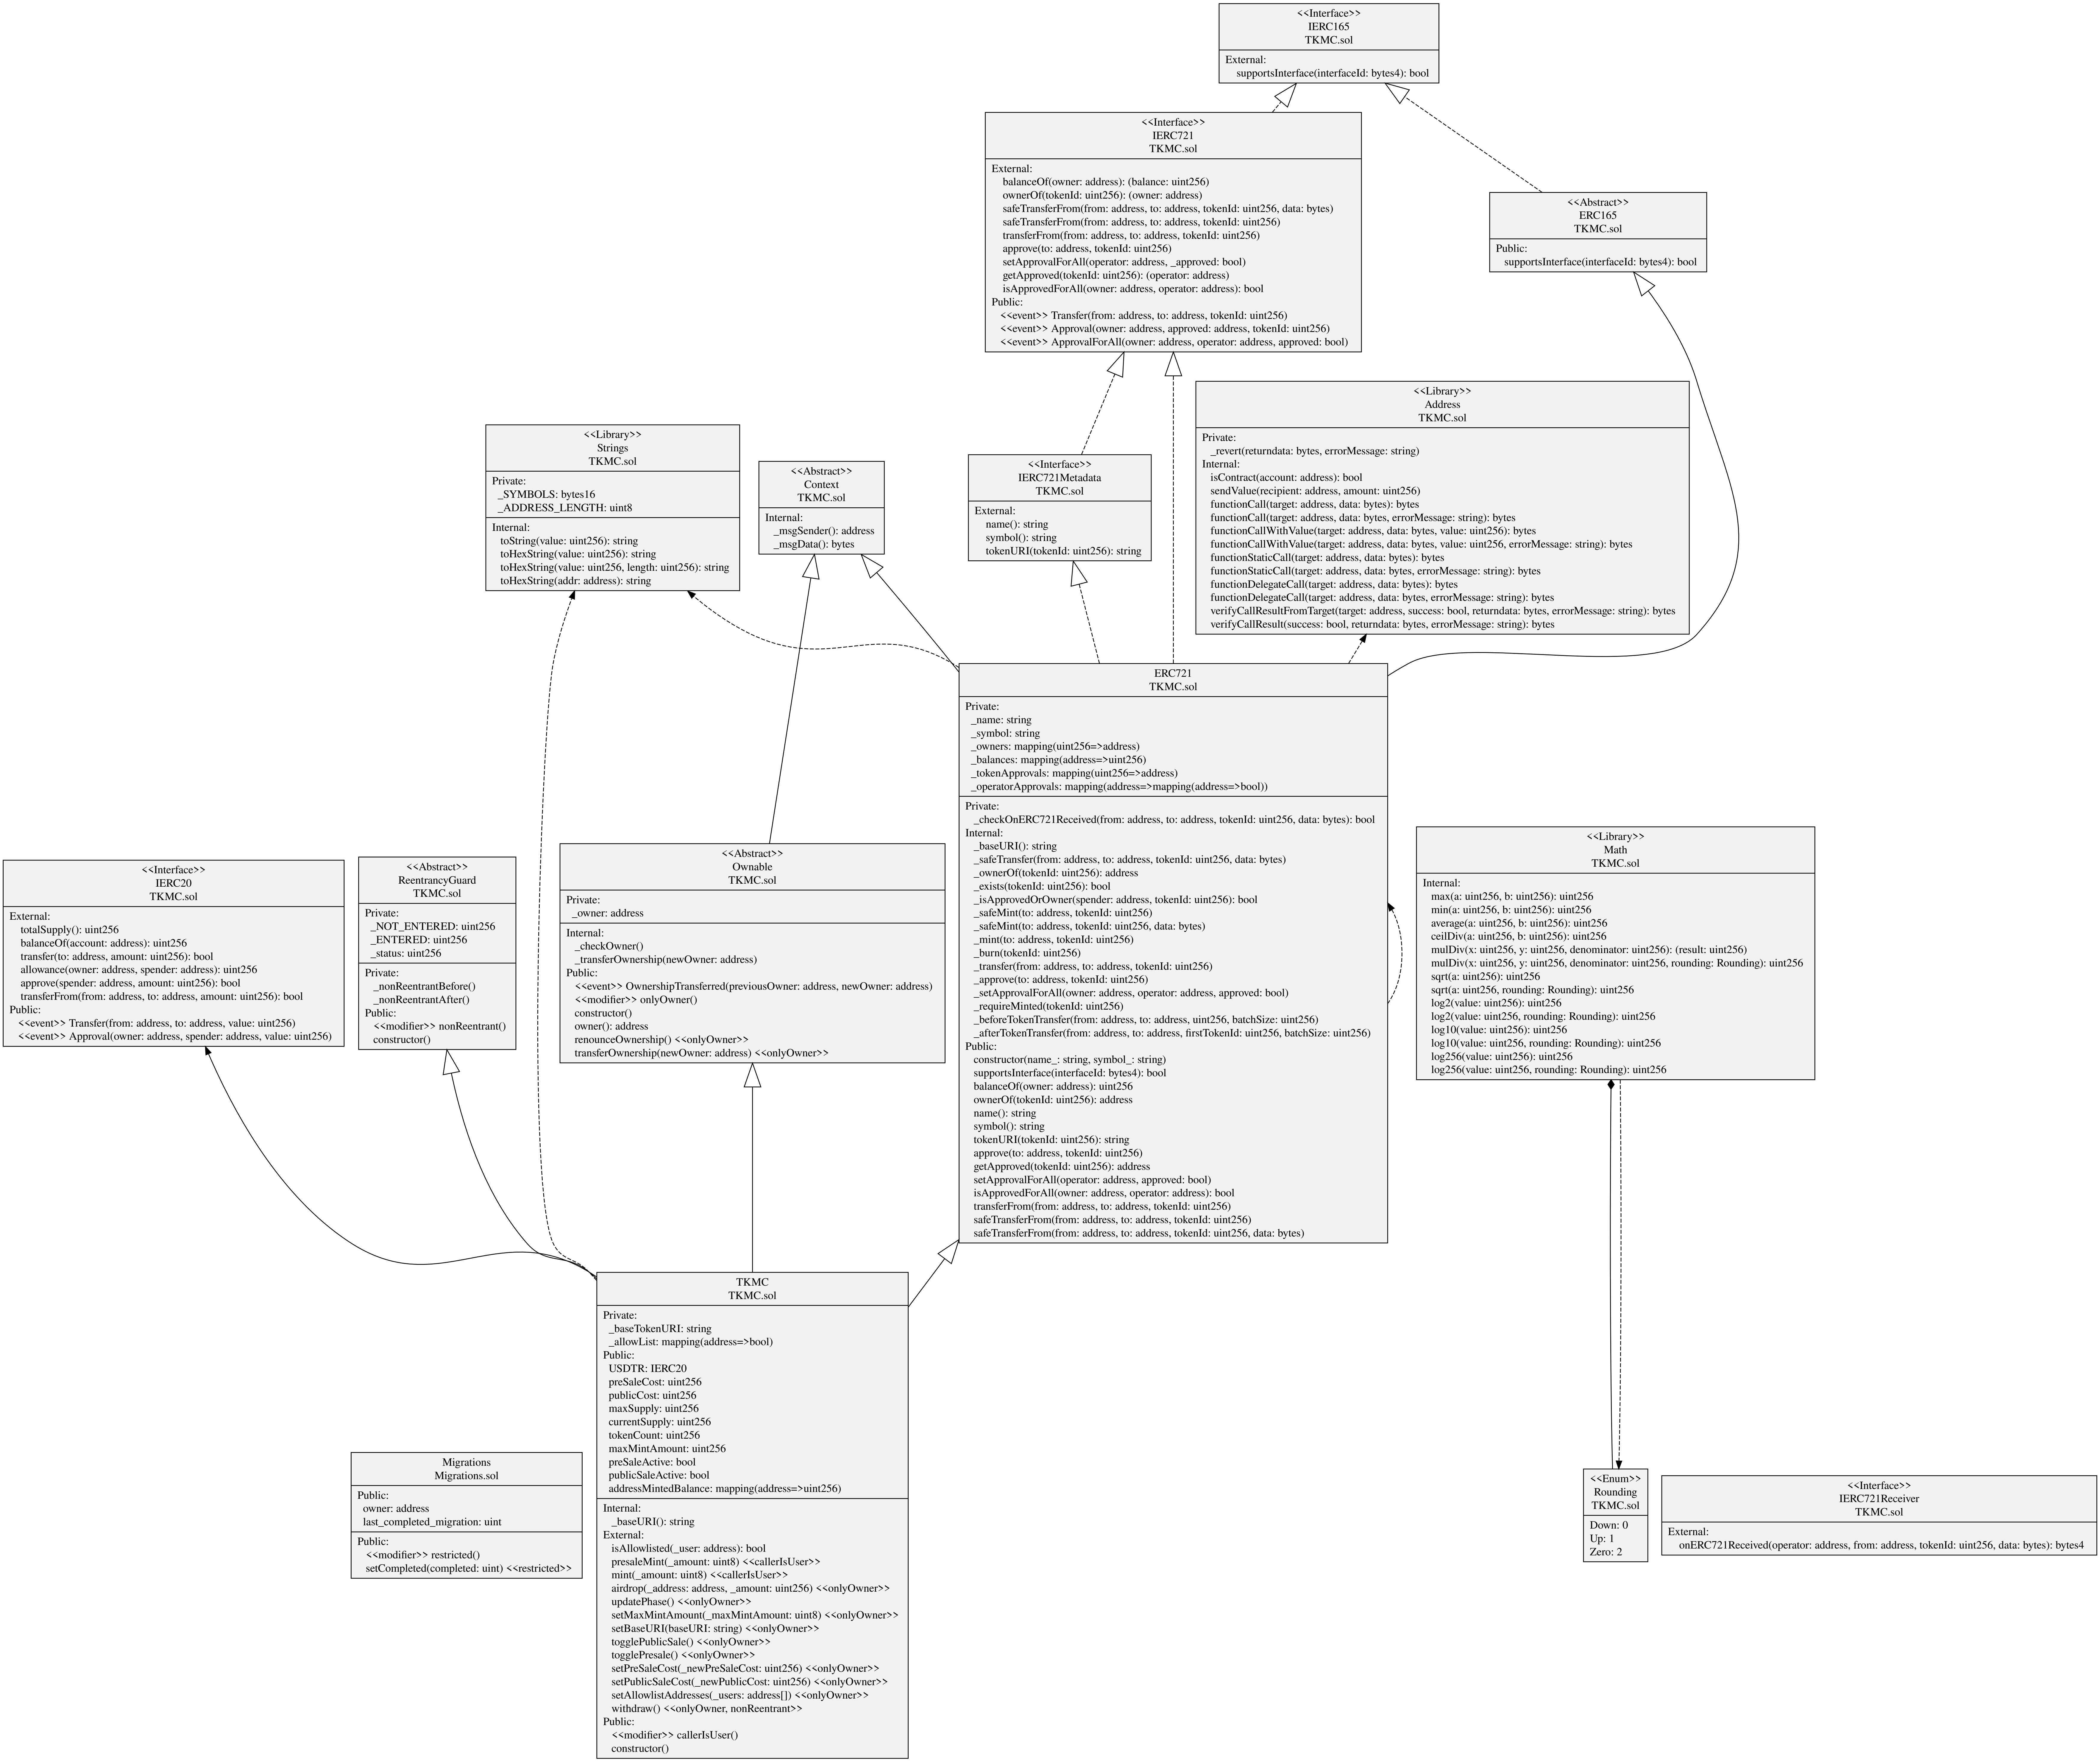 <<Interface>>
IERC165
TKMC.sol
External:
supportsInterface(interfaceId: bytes4): bool
<<Interface>>
IERC721
TKMC.sol
External:
balanceOf(owner: address): (balance: uint256)
ownerOf(tokenId: uint256): (owner: address)
safeTransferFrom(from: address, to: address, tokenId: uint256, data: bytes)
safeTransferFrom(from: address, to: address, tokenId: uint256)
transferFrom(from: address, to: address, tokenId: uint256)
approve(to: address, tokenId: uint256)
setApprovalForAll(operator: address, _approved: bool)
getApproved(tokenId: uint256): (operator: address)
isApprovedForAll(owner: address, operator: address): bool
Public:
<<event>> Transfer(from: address, to: address, tokenId: uint256)
<<event>> Approval(owner: address, approved: address, tokenId: uint256)
<<event>> ApprovalForAll(owner: address, operator: address, approved: bool)
<<Abstract>>
ERC165
TKMC.sol
Public:
supportsInterface(interfaceId: bytes4): bool
<<Library>>
Strings
TKMC.sol
Private:
_SYMBOLS: bytes16
_ADDRESS_LENGTH: uint8
Internal:
toString(value: uint256): string
toHexString(value: uint256): string
toHexString(value: uint256, length: uint256): string
toHexString(addr: address): string
<<Abstract>>
Context
TKMC.sol
Internal:
_msgSender(): address
_msgData(): bytes
<<Interface>>
IERC721Metadata
TKMC.sol
External:
name(): string
symbol(): string
tokenURI(tokenId: uint256): string
<<Library>>
Address
TKMC.sol
Private:
_revert(returndata: bytes, errorMessage: string)
Internal:
isContract(account: address): bool
sendValue(recipient: address, amount: uint256)
functionCall(target: address, data: bytes): bytes
functionCall(target: address, data: bytes, errorMessage: string): bytes
functionCallWithValue(target: address, data: bytes, value: uint256): bytes
functionCallWithValue(target: address, data: bytes, value: uint256, errorMessage: string): bytes
functionStaticCall(target: address, data: bytes): bytes
functionStaticCall(target: address, data: bytes, errorMessage: string): bytes
functionDelegateCall(target: address, data: bytes): bytes
functionDelegateCall(target: address, data: bytes, errorMessage: string): bytes
verifyCallResultFromTarget(target: address, success: bool, returndata: bytes, errorMessage: string): bytes
verifyCallResult(success: bool, returndata: bytes, errorMessage: string): bytes
<<Interface>>
IERC20
TKMC.sol
External:
totalSupply(): uint256
balanceOf(account: address): uint256
transfer(to: address, amount: uint256): bool
allowance(owner: address, spender: address): uint256
approve(spender: address, amount: uint256): bool
transferFrom(from: address, to: address, amount: uint256): bool
Public:
<<event>> Transfer(from: address, to: address, value: uint256)
<<event>> Approval(owner: address, spender: address, value: uint256)
<<Abstract>>
ReentrancyGuard
TKMC.sol
Private:
_NOT_ENTERED: uint256
_ENTERED: uint256
_status: uint256
Private:
_nonReentrantBefore()
_nonReentrantAfter()
Public:
<<modifier>> nonReentrant()
constructor()
<<Abstract>>
Ownable
TKMC.sol
Private:
_owner: address
Internal:
_checkOwner()
_transferOwnership(newOwner: address)
Public:
<<event>> OwnershipTransferred(previousOwner: address, newOwner: address)
<<modifier>> onlyOwner()
constructor()
owner(): address
renounceOwnership() <<onlyOwner>>
transferOwnership(newOwner: address) <<onlyOwner>>
ERC721
TKMC.sol
Private:
_name: string
_symbol: string
_owners: mapping(uint256=>address)
_balances: mapping(address=>uint256)
_tokenApprovals: mapping(uint256=>address)
_operatorApprovals: mapping(address=>mapping(address=>bool))
Private:
_checkOnERC721Received(from: address, to: address, tokenId: uint256, data: bytes): bool
Internal:
_baseURI(): string
_safeTransfer(from: address, to: address, tokenId: uint256, data: bytes)
_ownerOf(tokenId: uint256): address
_exists(tokenId: uint256): bool
_isApprovedOrOwner(spender: address, tokenId: uint256): bool
_safeMint(to: address, tokenId: uint256)
_safeMint(to: address, tokenId: uint256, data: bytes)
_mint(to: address, tokenId: uint256)
_burn(tokenId: uint256)
_transfer(from: address, to: address, tokenId: uint256)
_approve(to: address, tokenId: uint256)
_setApprovalForAll(owner: address, operator: address, approved: bool)
_requireMinted(tokenId: uint256)
_beforeTokenTransfer(from: address, to: address, uint256, batchSize: uint256)
_afterTokenTransfer(from: address, to: address, firstTokenId: uint256, batchSize: uint256)
Public:
constructor(name_: string, symbol_: string)
supportsInterface(interfaceId: bytes4): bool
balanceOf(owner: address): uint256
ownerOf(tokenId: uint256): address
name(): string
symbol(): string
tokenURI(tokenId: uint256): string
approve(to: address, tokenId: uint256)
getApproved(tokenId: uint256): address
setApprovalForAll(operator: address, approved: bool)
isApprovedForAll(owner: address, operator: address): bool
transferFrom(from: address, to: address, tokenId: uint256)
safeTransferFrom(from: address, to: address, tokenId: uint256)
safeTransferFrom(from: address, to: address, tokenId: uint256, data: bytes)
<<Library>>
Math
TKMC.sol
Internal:
max(a: uint256, b: uint256): uint256
min(a: uint256, b: uint256): uint256
average(a: uint256, b: uint256): uint256
ceilDiv(a: uint256, b: uint256): uint256
mulDiv(x: uint256, y: uint256, denominator: uint256): (result: uint256)
mulDiv(x: uint256, y: uint256, denominator: uint256, rounding: Rounding): uint256
sqrt(a: uint256): uint256
sqrt(a: uint256, rounding: Rounding): uint256
log2(value: uint256): uint256
log2(value: uint256, rounding: Rounding): uint256
log10(value: uint256): uint256
log10(value: uint256, rounding: Rounding): uint256
log256(value: uint256): uint256
log256(value: uint256, rounding: Rounding): uint256
TKMC
TKMC.sol
Private:
_baseTokenURI: string
_allowList: mapping(address=>bool)
Public:
USDTR: IERC20
preSaleCost: uint256
publicCost: uint256
maxSupply: uint256
currentSupply: uint256
tokenCount: uint256
maxMintAmount: uint256
preSaleActive: bool
publicSaleActive: bool
addressMintedBalance: mapping(address=>uint256)
Internal:
_baseURI(): string
External:
isAllowlisted(_user: address): bool
presaleMint(_amount: uint8) <<callerIsUser>>
mint(_amount: uint8) <<callerIsUser>>
airdrop(_address: address, _amount: uint256) <<onlyOwner>>
updatePhase() <<onlyOwner>>
setMaxMintAmount(_maxMintAmount: uint8) <<onlyOwner>>
setBaseURI(baseURI: string) <<onlyOwner>>
togglePublicSale() <<onlyOwner>>
togglePresale() <<onlyOwner>>
setPreSaleCost(_newPreSaleCost: uint256) <<onlyOwner>>
setPublicSaleCost(_newPublicCost: uint256) <<onlyOwner>>
setAllowlistAddresses(_users: address[]) <<onlyOwner>>
withdraw() <<onlyOwner, nonReentrant>>
Public:
<<modifier>> callerIsUser()
constructor()
Migrations
Migrations.sol
Public:
owner: address
last_completed_migration: uint
Public:
<<modifier>> restricted()
setCompleted(completed: uint) <<restricted>>
<<Enum>>
Rounding
TKMC.sol
Down: 0
Up: 1
Zero: 2
<<Interface>>
IERC721Receiver
TKMC.sol
External:
onERC721Received(operator: address, from: address, tokenId: uint256, data: bytes): bytes4